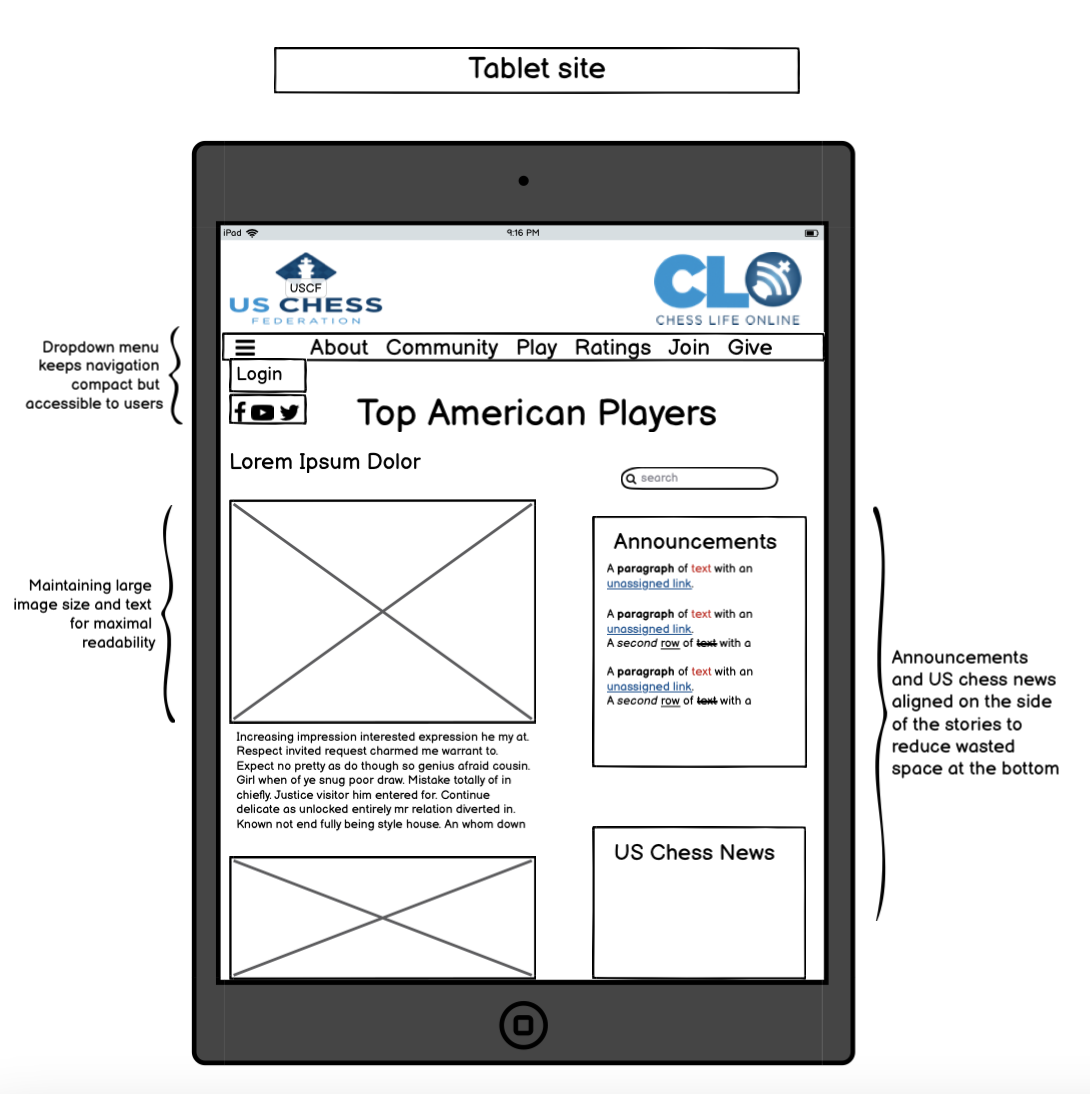 Tablet site
iPad
9:16 PM
USCF
US CHESS
FEDERATION
CLO
CHESS LIFE ONLINE
Dropdown menu
keeps navigation
compact but
accessible to users
About Community Play Ratings Join Give
Login
Top American Players
Lorem Ipsum Dolor
search
Maintaining large
image size and text
for maximal
readability
Increasing impression interested expression he my at.
Respect invited request charmed me warrant to.
Expect no pretty as do though so genius afraid cousin.
Girl when of ye snug poor draw. Mistake totally of in
chiefly. Justice visitor him entered for. Continue
delicate as unlocked entirely mr relation diverted in.
Known not end fully being style house. An whom down
Announcements
A paragraph of text with an
unassigned link.
A paragraph of text with an
unassigned link.
A second row of text with a
A paragraph of text with an
unassigned link.
A second row of text with a
US Chess News
Announcements
and US chess news
aligned on the side
of the stories to
reduce wasted
space at the bottom